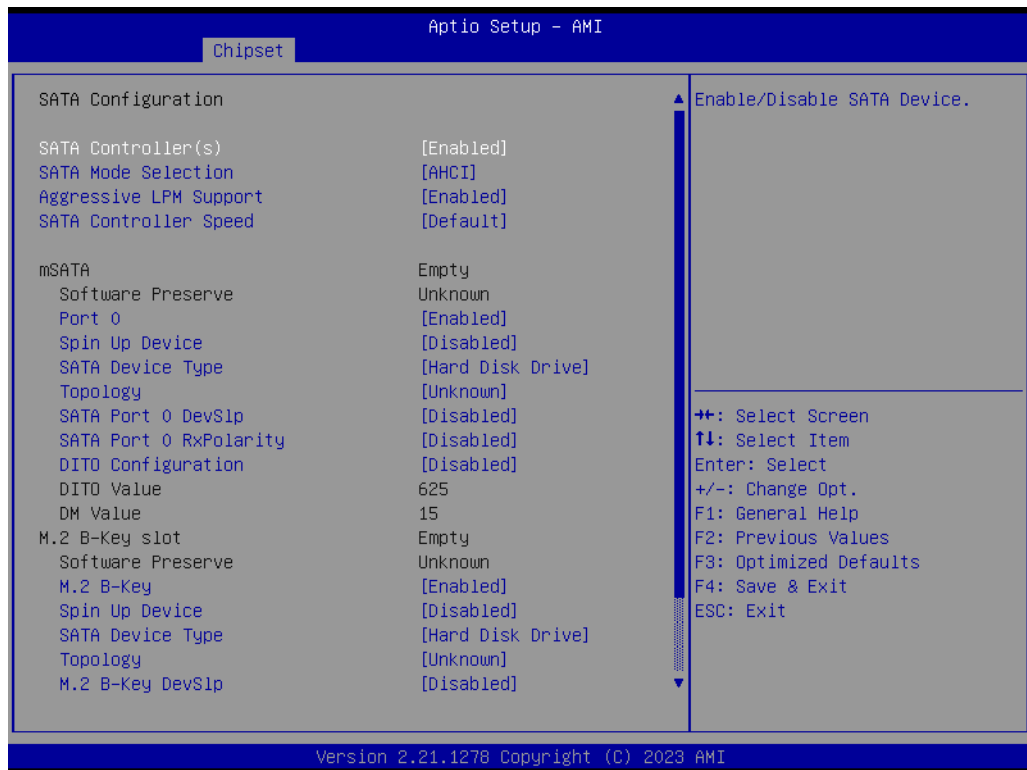 Aptio Setup – AMI
Chipset
SATA Configuration
SATA Controller(s) [Enabled]
SATA Mode Selection [AHCI]
Aggressive LPM Support [Enabled]
SATA Controller Speed [Default]
mSATA Empty
Software Preserve Unknown
Port 0 [Enabled]
Spin Up Device [Disabled]
SATA Device Type [Hard Disk Drive]
Topology [Unknown]
SATA Port 0 DevSlp [Disabled]
SATA Port 0 RxPolarity [Disabled]
DITO Configuration [Disabled]
DITO Value 625
DM Value 15
M.2 B-Key slot Empty
Software Preserve Unknown
M.2 B-Key [Enabled]
Spin Up Device [Disabled]
SATA Device Type [Hard Disk Drive]
Topology [Unknown]
M.2 B-Key DevSlp [Disabled]
Enable/Disable SATA Device.
→←: Select Screen
↑↓: Select Item
Enter: Select
+/-: Change Opt.
F1: General Help
F2: Previous Values
F3: Optimized Defaults
F4: Save & Exit
ESC: Exit
Version 2.21.1278 Copyright (C) 2023 AMI